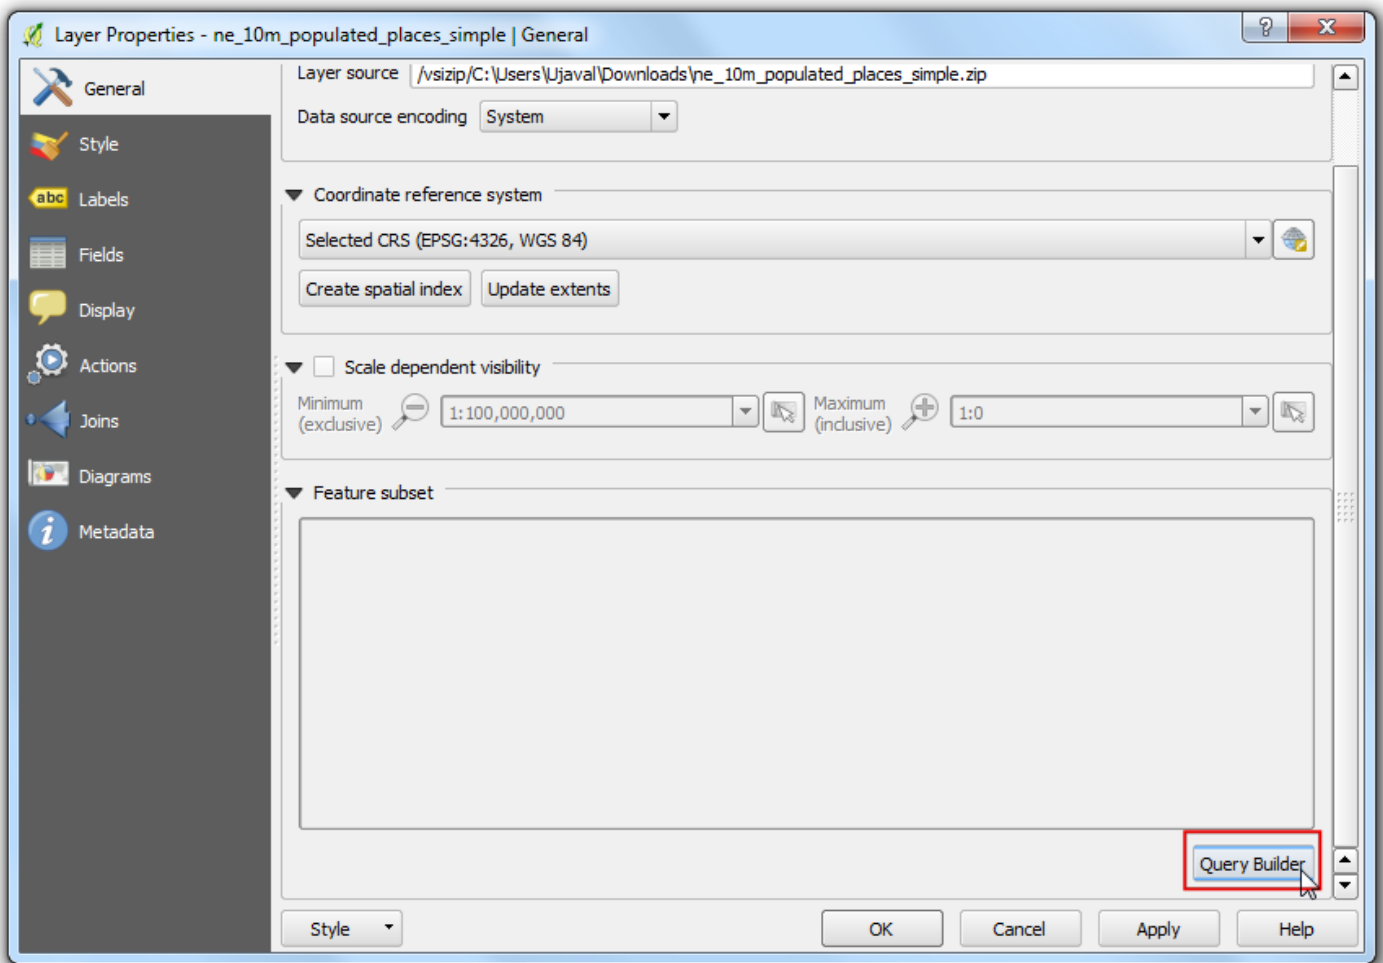 Layer Properties - ne_10m_populated_places_simple | General
General
Style
abc Labels
Fields
Display
Actions
Joins
Diagrams
Metadata
Layer source /vsizip/C:\Users\Ujaval\Downloads\ne_10m_populated_places_simple.zip
Data source encoding System
Coordinate reference system
Selected CRS (EPSG:4326, WGS 84)
Create spatial index Update extents
Scale dependent visibility
Minimum (exclusive) 1:100,000,000 Maximum (inclusive) 1:0
Feature subset
Query Builder
Style OK Cancel Apply Help